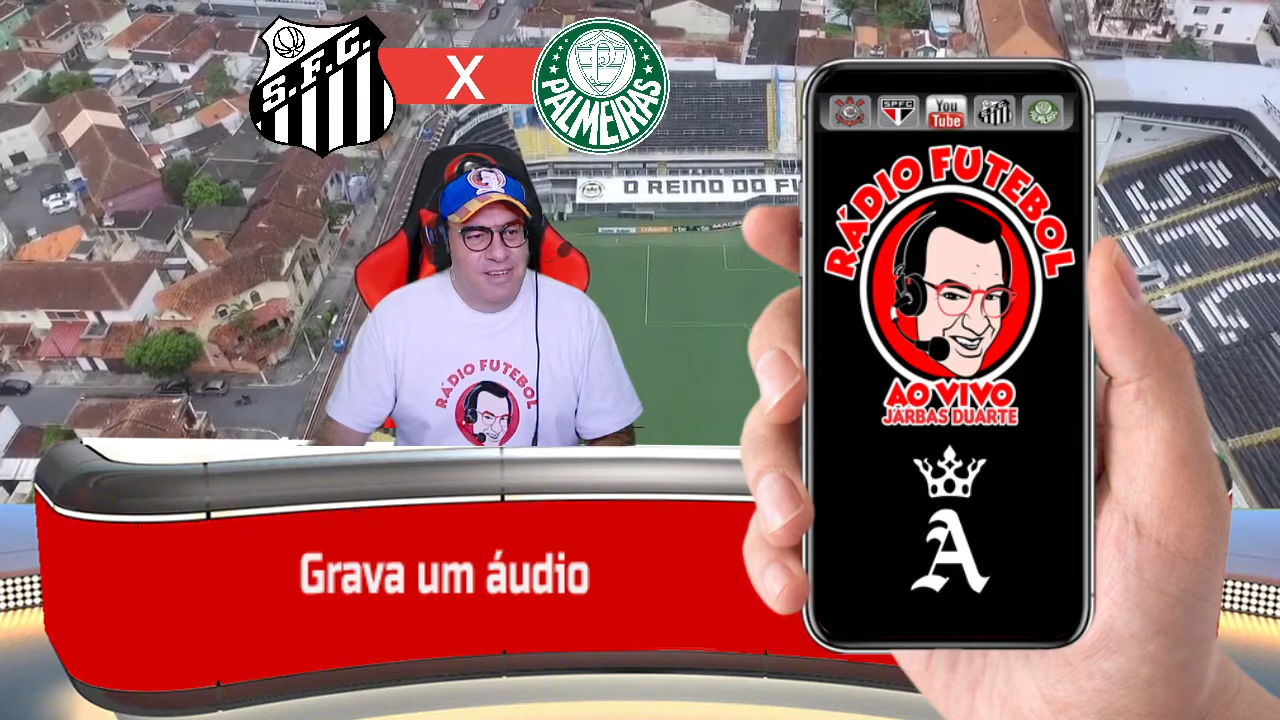 S.F.C.
X
P
PALMEIRAS
SPFC
You
Tube
O REINO DO FU
RÁDIO FUTEBOL
RÁDIO FUTEBOL
AO VIVO
JARBAS DUARTE
A
Grava um áudio